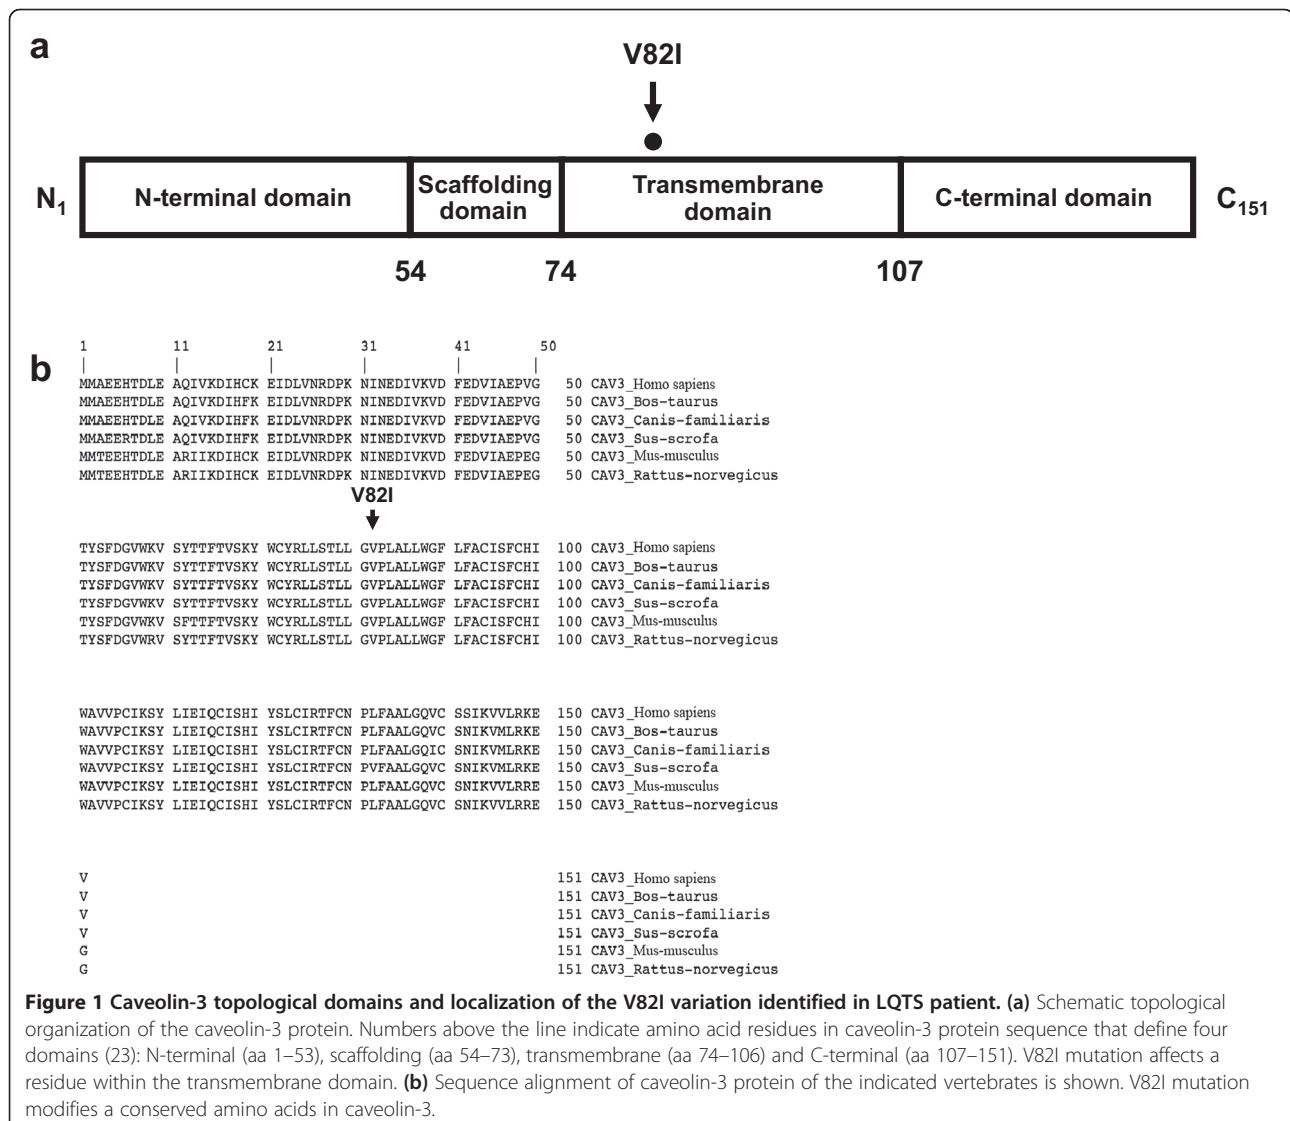 a
V82I
N1
N-terminal domain
Scaffolding
domain
Transmembrane
domain
C-terminal domain
C151
54 74 107
b
1 11 21 31 41 50
MMAEEHTDLE AQIVKDIHCK EIDLVNRDPK NINEDIVKVD FEDVIAEPVG 50 CAV3_Homo sapiens
MMAEEHTDLE AQIVKDIHFK EIDLVNRDPK NINEDIVKVD FEDVIAEPVG 50 CAV3_Bos-taurus
MMAEEHTDLE AQIVKDIHFK EIDLVNRDPK NINEDIVKVD FEDVIAEPVG 50 CAV3_Canis-familiaris
MMAEERTDLE AQIVKDIHFK EIDLVNRDPK NINEDIVKVD FEDVIAEPVG 50 CAV3_Sus-scrofa
MMTEEHTDLE ARIIKDIHCK EIDLVNRDPK NINEDIVKVD FEDVIAEPEG 50 CAV3_Mus-musculus
MMTEEHTDLE ARIIKDIHCK EIDLVNRDPK NINEDIVKVD FEDVIAEPEG 50 CAV3_Rattus-norvegicus
V82I
TYSFDGVWKV SYTTFTVSKY WCYRLLSTLL GVPLALLWGF LFACISFCHI 100 CAV3_Homo sapiens
TYSFDGVWKV SYTTFTVSKY WCYRLLSTLL GVPLALLWGF LFACISFCHI 100 CAV3_Bos-taurus
TYSFDGVWKV SYTTFTVSKY WCYRLLSTLL GVPLALLWGF LFACISFCHI 100 CAV3_Canis-familiaris
TYSFDGVWKV SYTTFTVSKY WCYRLLSTLL GVPLALLWGF LFACISFCHI 100 CAV3_Sus-scrofa
TYSFDGVWKV SFTTFTVSKY WCYRLLSTLL GVPLALLWGF LFACISFCHI 100 CAV3_Mus-musculus
TYSFDGVWRV SYTTFTVSKY WCYRLLSTLL GVPLALLWGF LFACISFCHI 100 CAV3_Rattus-norvegicus
WAVVPCIKSY LIEIQCISHI YSLCIRTFCN PLFAALGQVC SSIKVVLRKE 150 CAV3_Homo sapiens
WAVVPCIKSY LIEIQCISHI YSLCIRTFCN PLFAALGQVC SNIKVMLRKE 150 CAV3_Bos-taurus
WAVVPCIKSY LIEIQCISHI YSLCIRTFCN PLFAALGQIC SNIKVMLRKE 150 CAV3_Canis-familiaris
WAVVPCIKSY LIEIQCISHI YSLCIRTFCN PVFAALGQVC SNIKVMLRKE 150 CAV3_Sus-scrofa
WAVVPCIKSY LIEIQCISHI YSLCIRTFCN PLFAALGQVC SNIKVVLRRE 150 CAV3_Mus-musculus
WAVVPCIKSY LIEIQCISHI YSLCIRTFCN PLFAALGQVC SNIKVVLRRE 150 CAV3_Rattus-norvegicus
V 151 CAV3_Homo sapiens
V 151 CAV3_Bos-taurus
V 151 CAV3_Canis-familiaris
V 151 CAV3_Sus-scrofa
G 151 CAV3_Mus-musculus
G 151 CAV3_Rattus-norvegicus
Figure 1 Caveolin-3 topological domains and localization of the V82I variation identified in LQTS patient. (a) Schematic topological
organization of the caveolin-3 protein. Numbers above the line indicate amino acid residues in caveolin-3 protein sequence that define four
domains (23): N-terminal (aa 1–53), scaffolding (aa 54–73), transmembrane (aa 74–106) and C-terminal (aa 107–151). V82I mutation affects a
residue within the transmembrane domain. (b) Sequence alignment of caveolin-3 protein of the indicated vertebrates is shown. V82I mutation
modifies a conserved amino acids in caveolin-3.